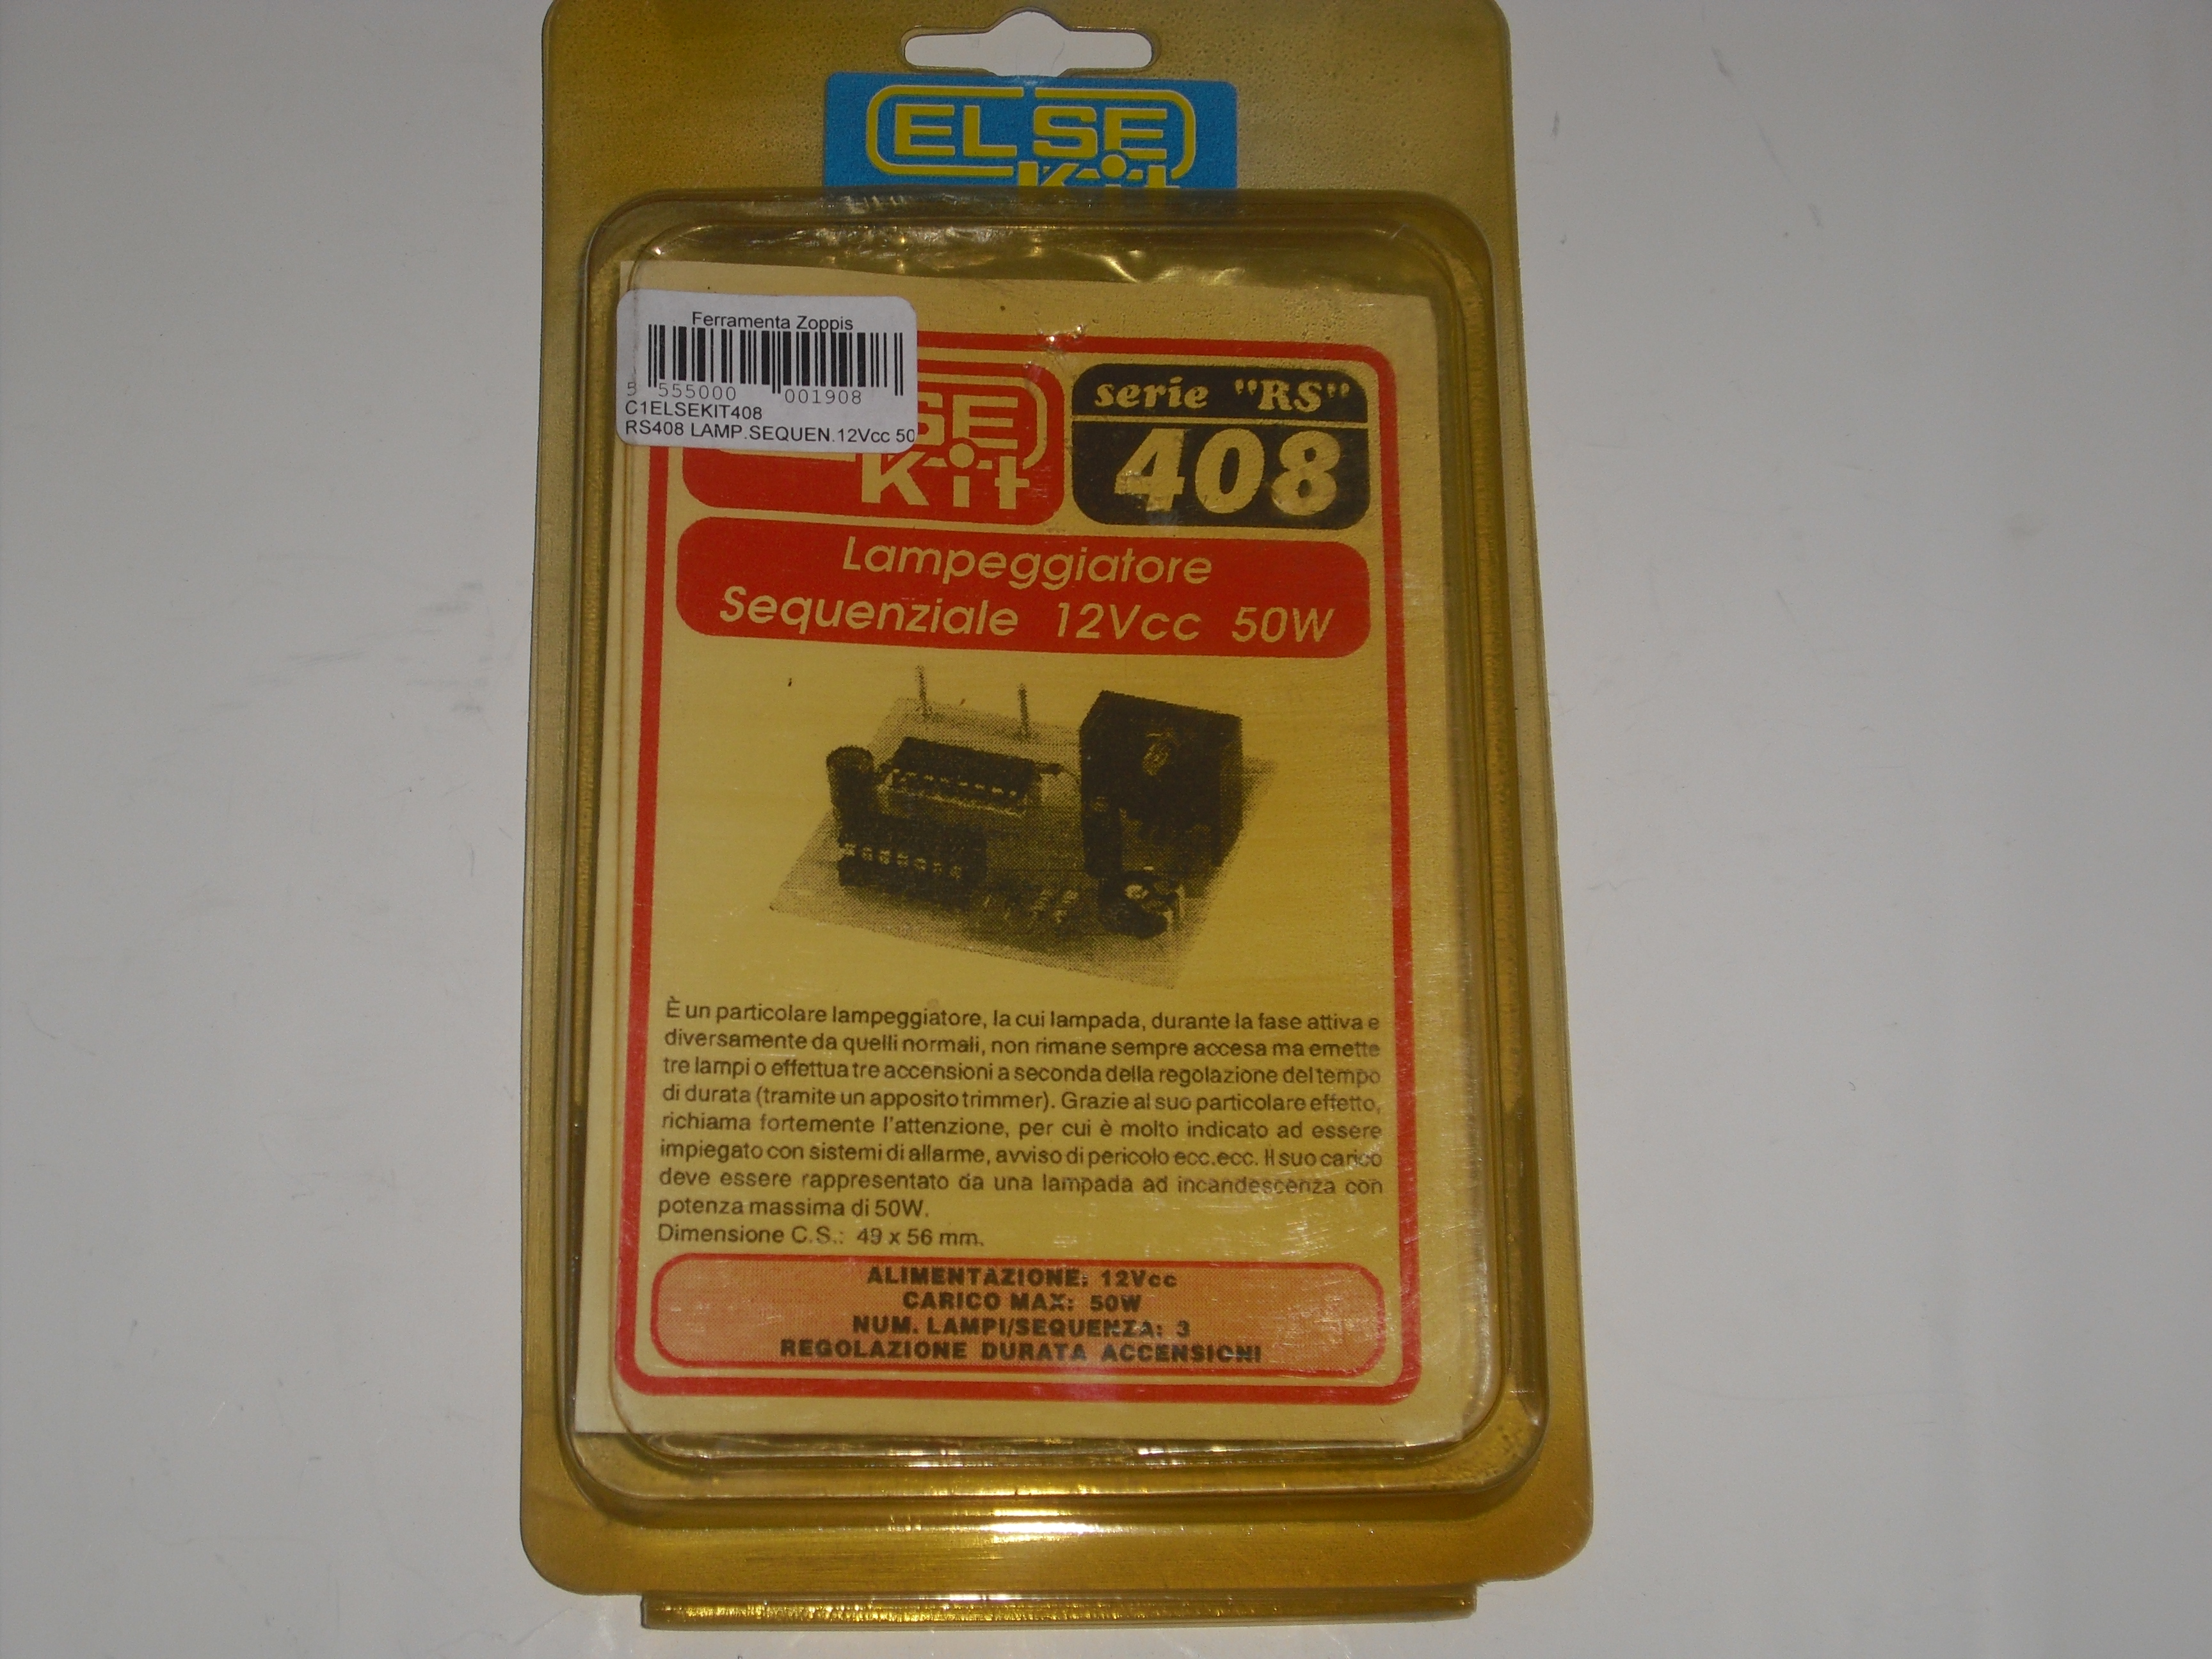 ELSE
Kit
Ferramenta Zoppis
5 555000 001908
C1ELSEKIT408
RS408 LAMP.SEQUEN.12Vcc 50
SE
Kit
serie "RS"
408
Lampeggiatore
Sequenziale 12Vcc 50W
È un particolare lampeggiatore, la cui lampada, durante la fase attiva e
diversamente da quelli normali, non rimane sempre accesa ma emette
tre lampi o effettua tre accensioni a seconda della regolazione del tempo
di durata (tramite un apposito trimmer). Grazie al suo particolare effetto,
richiama fortemente l'attenzione, per cui è molto indicato ad essere
impiegato con sistemi di allarme, avviso di pericolo ecc.ecc. Il suo carico
deve essere rappresentato da una lampada ad incandescenza con
potenza massima di 50W.
Dimensione C.S.: 49 x 56 mm.
ALIMENTAZIONE: 12Vcc
CARICO MAX: 50W
NUM. LAMPI/SEQUENZA: 3
REGOLAZIONE DURATA ACCENSIONI